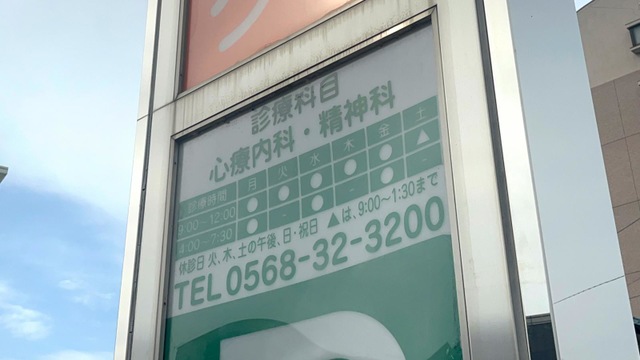 診療科目
心療内科・精神科
診療時間 月 火 水 木 金 土
9:00～12:00 ● ● ● ● ● ▲
4:00～7:30 ● - ● - ● -
休診日 火、木、土の午後、日・祝日 ▲は、9:00～1:30まで
TEL 0568-32-3200